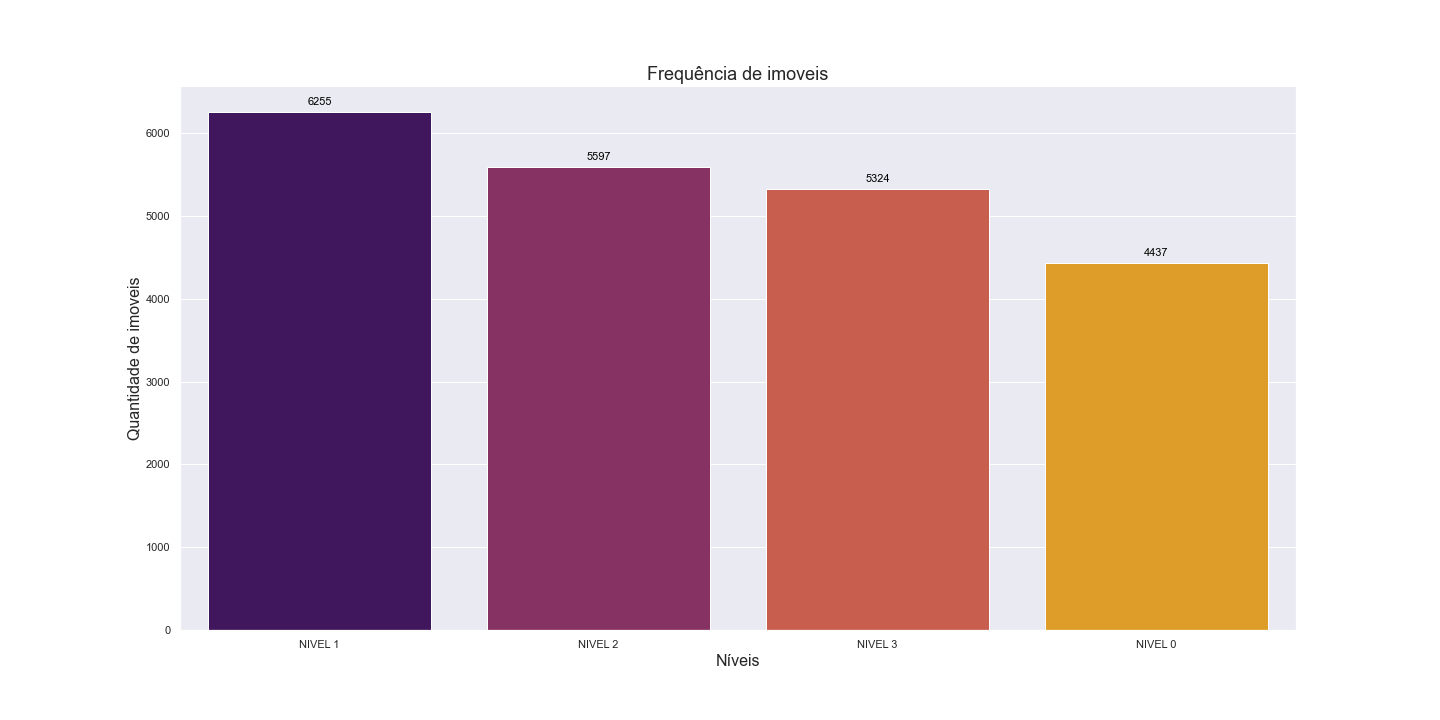 Frequência de imoveis
6255
5597
5324
4437
6000
5000
4000
3000
2000
1000
0
Quantidade de imoveis
NIVEL 1
NIVEL 2
NIVEL 3
NIVEL 0
Níveis